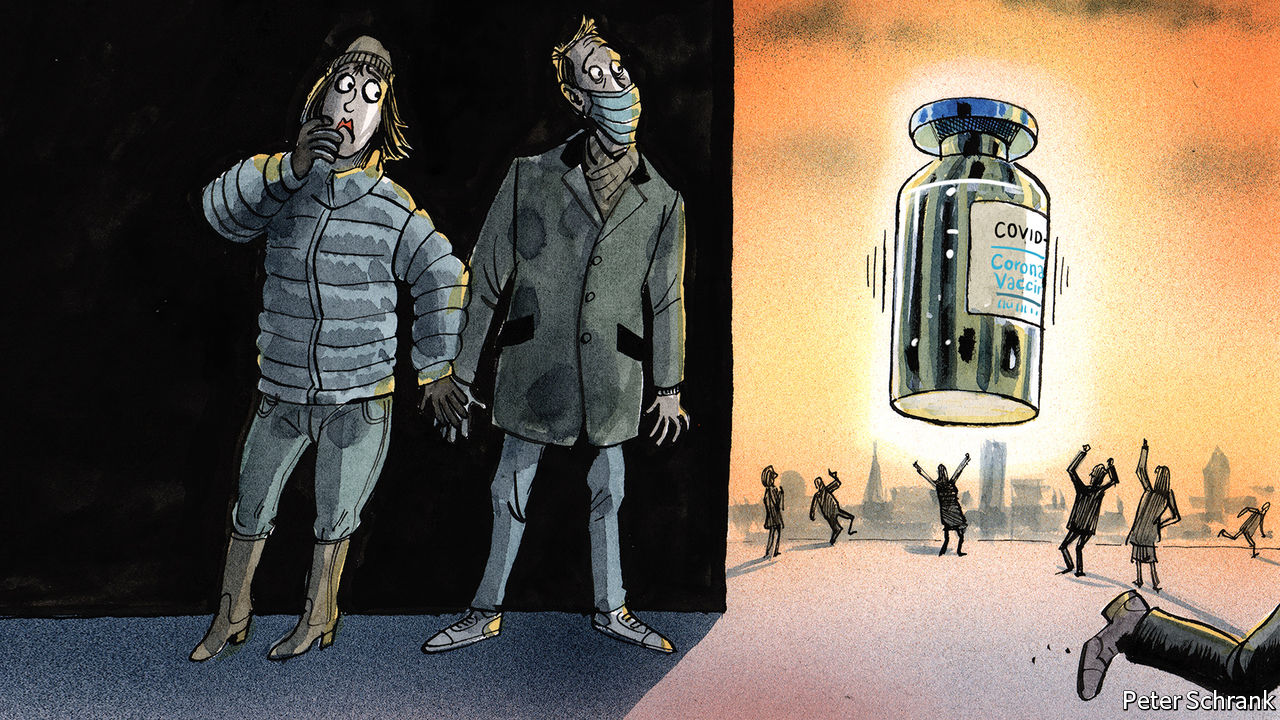 COVID-
Corona
Vaccin
Peter Schrank